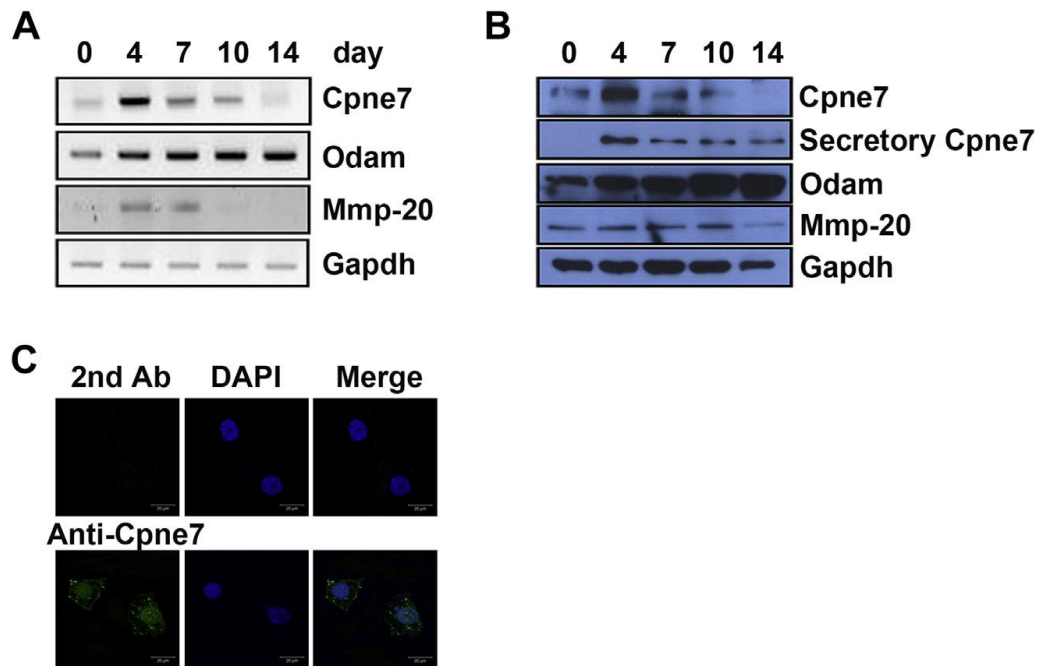 A
0 4 7 10 14 day
Cpne7
Odam
Mmp-20
Gapdh
B
0 4 7 10 14
Cpne7
Secretory Cpne7
Odam
Mmp-20
Gapdh
C
2nd Ab DAPI Merge
Anti-Cpne7